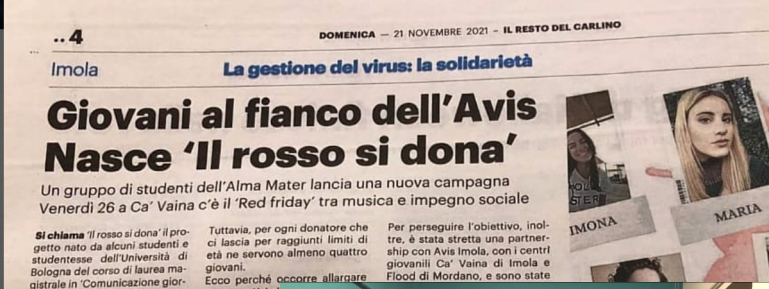 ..4
DOMENICA — 21 NOVEMBRE 2021 – IL RESTO DEL CARLINO
Imola
La gestione del virus: la solidarietà
Giovani al fianco dell'Avis
Nasce 'Il rosso si dona'
Un gruppo di studenti dell'Alma Mater lancia una nuova campagna
Venerdì 26 a Ca' Vaina c'è il 'Red friday' tra musica e impegno sociale
Si chiama 'Il rosso si dona' il pro-
getto nato da alcuni studenti e
studentesse dell'Università di
Bologna del corso di laurea ma-
gistrale in 'Comunicazione gior-
Tuttavia, per ogni donatore che
ci lascia per raggiunti limiti di
età ne servono almeno quattro
giovani.
Ecco perché occorre allargare
Per perseguire l'obiettivo, inol-
tre, è stata stretta una partner-
ship con Avis Imola, con i centri
giovanili Ca' Vaina di Imola e
Flood di Mordano, e sono state
IMONA
MARIA